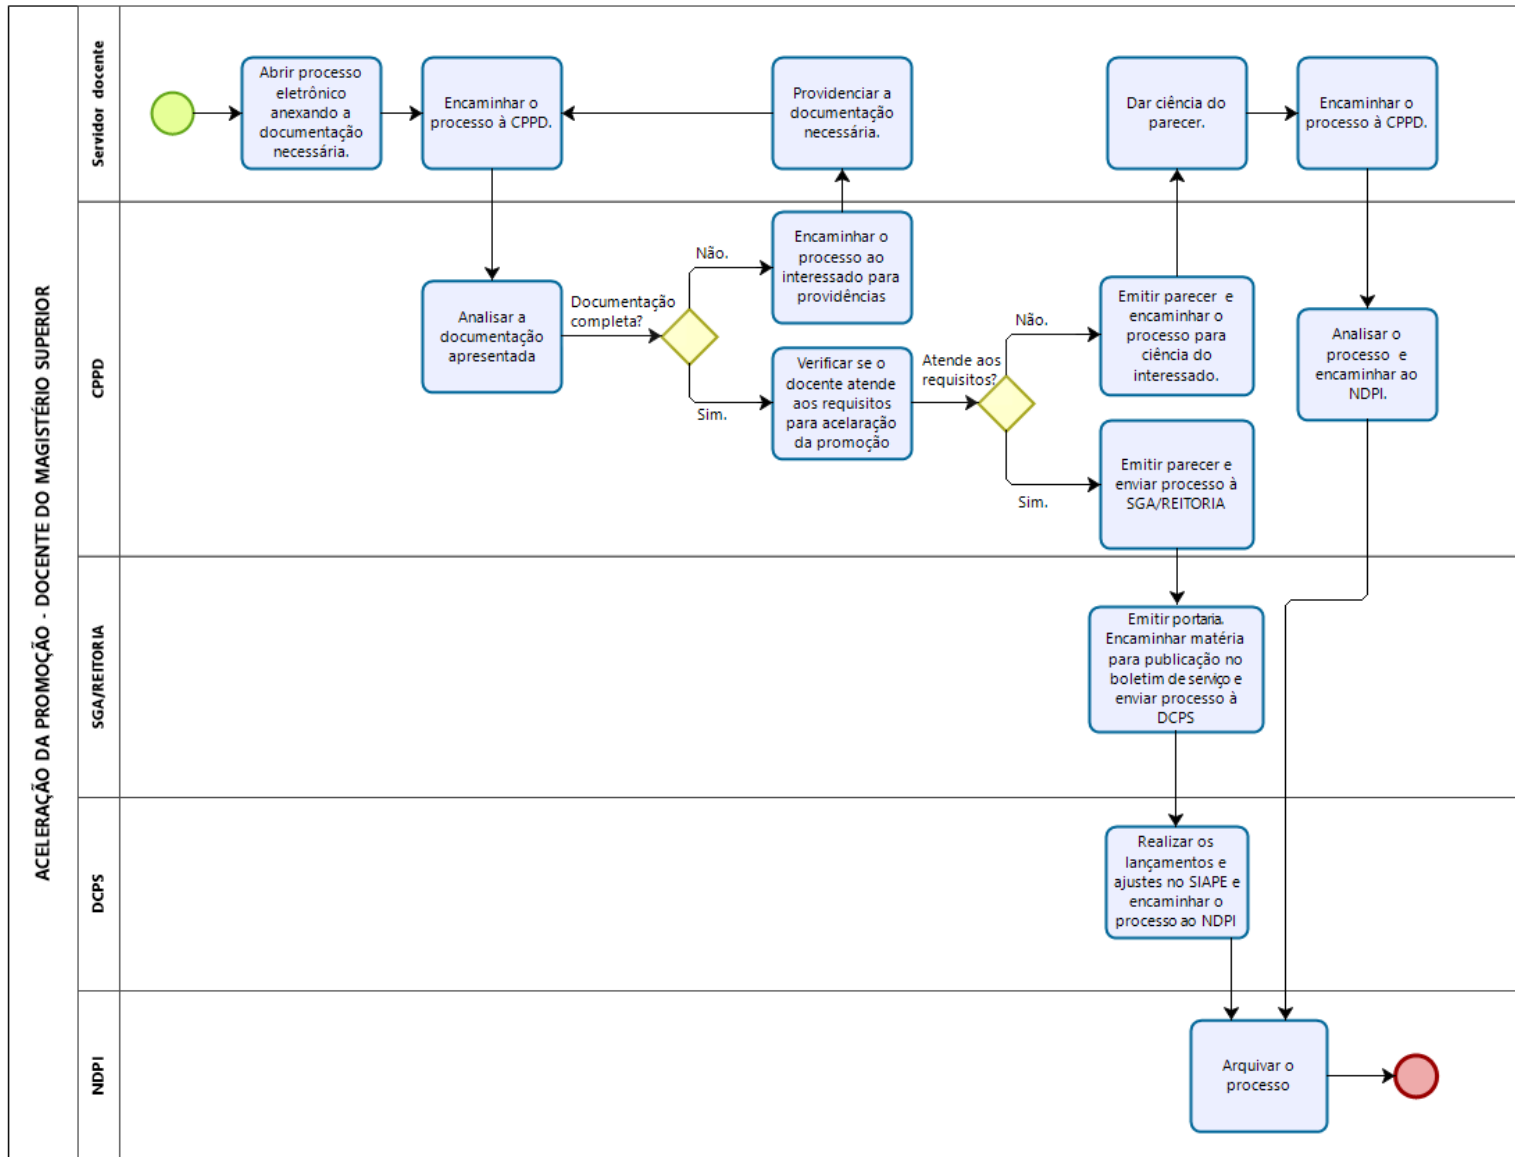 ACELERAÇÃO DA PROMOÇÃO - DOCENTE DO MAGISTÉRIO SUPERIOR
Servidor docente
Abrir processo
eletrônico
anexando a
documentação
necessária.
Encaminhar o
processo à CPPD.
Providenciar a
documentação
necessária.
Dar ciência do
parecer.
Encaminhar o
processo à CPPD.
CPPD
Analisar a
documentação
apresentada
Documentação
completa?
Não.
Sim.
Encaminhar o
processo ao
interessado para
providências
Verificar se o
docente atende
aos requisitos
para acelaração
da promoção
Atende aos
requisitos?
Não.
Sim.
Emitir parecer e
encaminhar o
processo para
ciência do
interessado.
Emitir parecer e
enviar processo à
SGA/REITORIA
Analisar o
processo e
encaminhar ao
NDPI.
SGA/REITORIA
Emitir portaria.
Encaminhar matéria
para publicação no
boletim de serviço e
enviar processo à
DCPS
DCPS
Realizar os
lançamentos e
ajustes no SIAPE e
encaminhar o
processo ao NDPI
NDPI
Arquivar o
processo